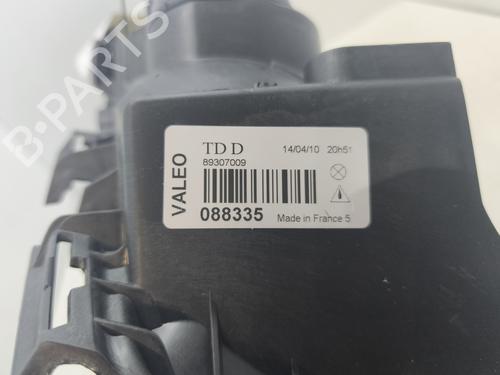 B-PARTS
VALEO
TD D
14/04/10 20h51
89307009
088335
Made in France 5